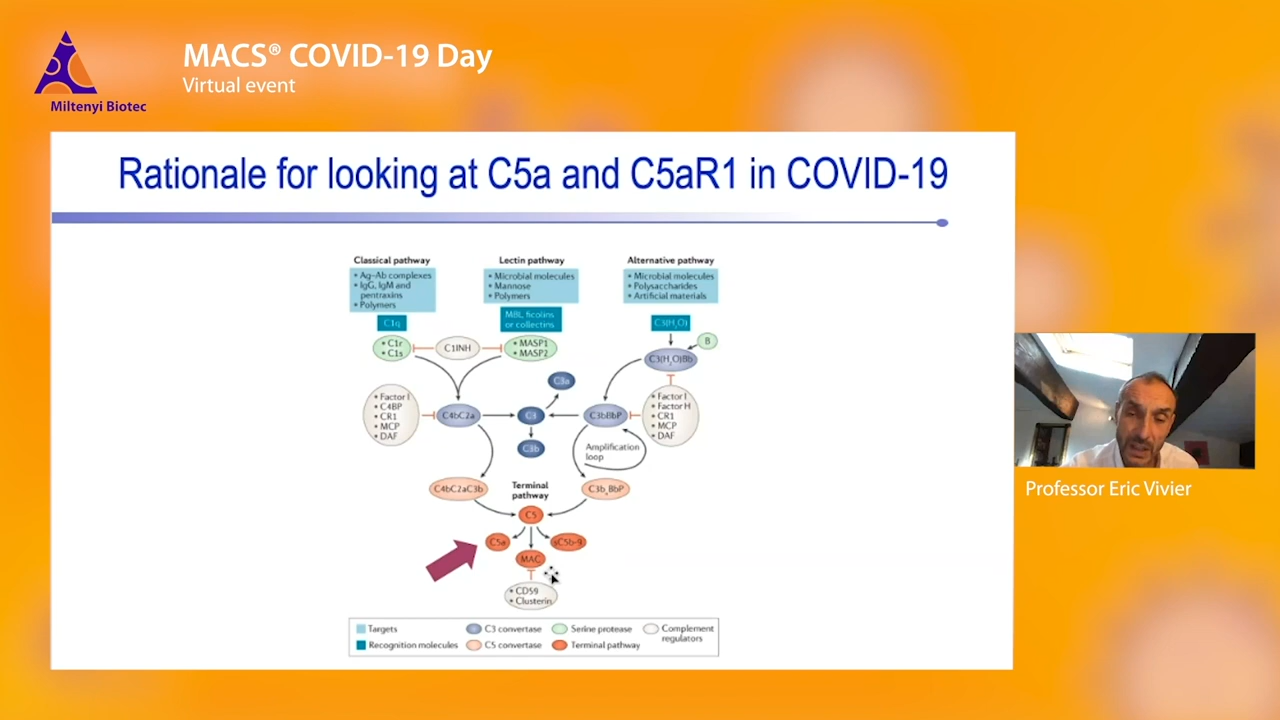 MACS® COVID-19 Day
Virtual event
Miltenyi Biotec
Rationale for looking at C5a and C5aR1 in COVID-19
Classical pathway
• Ag–Ab complexes
• IgG, IgM and
pentraxins
• Polymers
C1q
• C1r
• C1s
C1INH
Lectin pathway
• Microbial molecules
• Mannose
• Polymers
MBL, ficolins
or collectins
• MASP1
• MASP2
Alternative pathway
• Microbial molecules
• Polysaccharides
• Artificial materials
C3(H₂O)
B
C3(H₂O)Bb
• Factor I
• C4BP
• CR1
• MCP
• DAF
C4bC2a
C3a
C3
C3b
C3bBbP
• Factor I
• Factor H
• CR1
• MCP
• DAF
Amplification
loop
C4bC2aC3b
Terminal
pathway
C3b₂BbP
C5
C5a
sC5b-9
MAC
• CD59
• Clusterin
Targets
C3 convertase
Serine protease
Complement
regulators
Recognition molecules
C5 convertase
Terminal pathway
Professor Eric Vivier